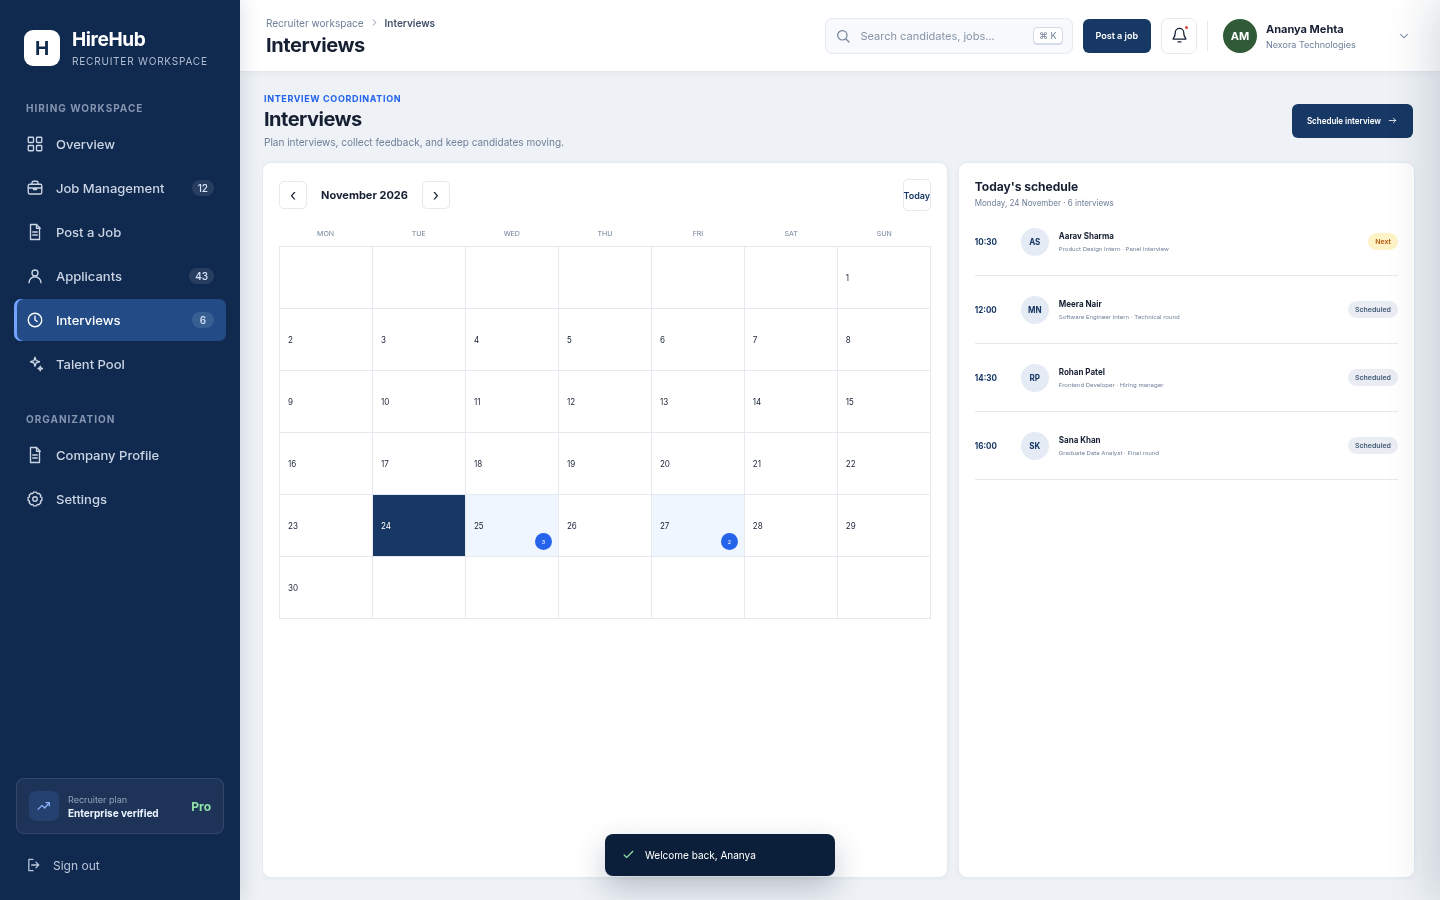 H
HireHub
RECRUITER WORKSPACE
HIRING WORKSPACE
Overview
Job Management 12
Post a Job
Applicants 43
Interviews 6
Talent Pool
ORGANIZATION
Company Profile
Settings
Recruiter plan
Enterprise verified
Pro
Sign out
Recruiter workspace Interviews
Interviews
Search candidates, jobs... ⌘ K
Post a job
AM
Ananya Mehta
Nexora Technologies
INTERVIEW COORDINATION
Interviews
Plan interviews, collect feedback, and keep candidates moving.
Schedule interview →
‹ November 2026 › Today
MON TUE WED THU FRI SAT SUN
1
2 3 4 5 6 7 8
9 10 11 12 13 14 15
16 17 18 19 20 21 22
23 24 25 3 26 27 2 28 29
30
Today's schedule
Monday, 24 November · 6 interviews
10:30 AS Aarav Sharma Next
Product Design Intern · Panel Interview
12:00 MN Meera Nair Scheduled
Software Engineer Intern · Technical round
14:30 RP Rohan Patel Scheduled
Frontend Developer · Hiring manager
16:00 SK Sana Khan Scheduled
Graduate Data Analyst · Final round
Welcome back, Ananya